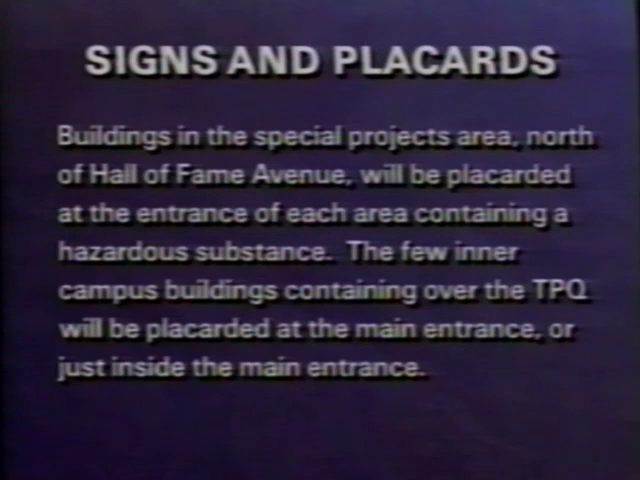 SIGNS AND PLACARDS
Buildings in the special projects area, north
of Hall of Fame Avenue, will be placarded
at the entrance of each area containing a
hazardous substance. The few inner
campus buildings containing over the TPQ
will be placarded at the main entrance, or
just inside the main entrance.